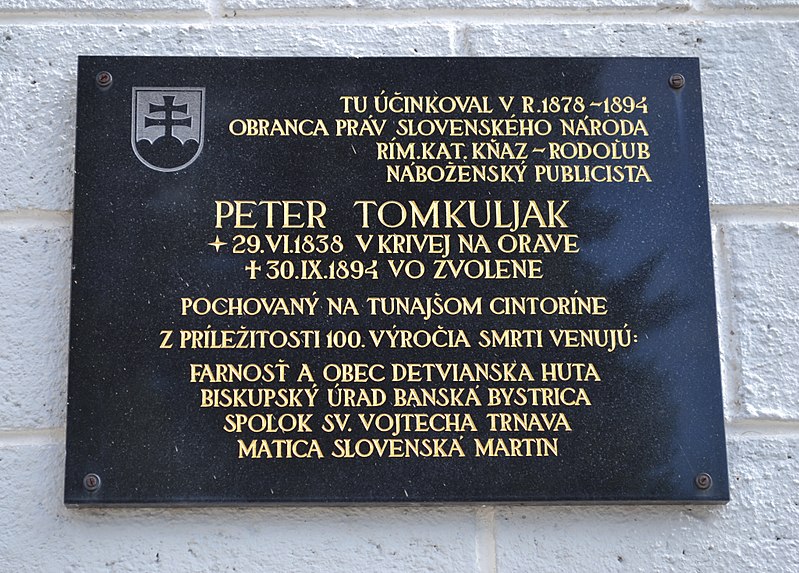 TU ÚČINKOVAL V R.1878-1894
OBRANCA PRÁV SLOVENSKÉHO NÁRODA
RÍM.KAT.KŇAZ-RODOĽUB
NÁBOŽENSKÝ PUBLICISTA
PETER TOMKULJAK
✦ 29.VI.1838 V KRIVEJ NA ORAVE
✝ 30.IX.1894 VO ZVOLENE
POCHOVANÝ NA TUNAJŠOM CINTORÍNE
Z PRÍLEŽITOSTI 100.VÝROČIA SMRTI VENUJÚ:
FARNOSŤ A OBEC DETVIANSKA HUTA
BISKUPSKÝ ÚRAD BANSKÁ BYSTRICA
SPOLOK SV. VOJTECHA TRNAVA
MATICA SLOVENSKÁ MARTIN